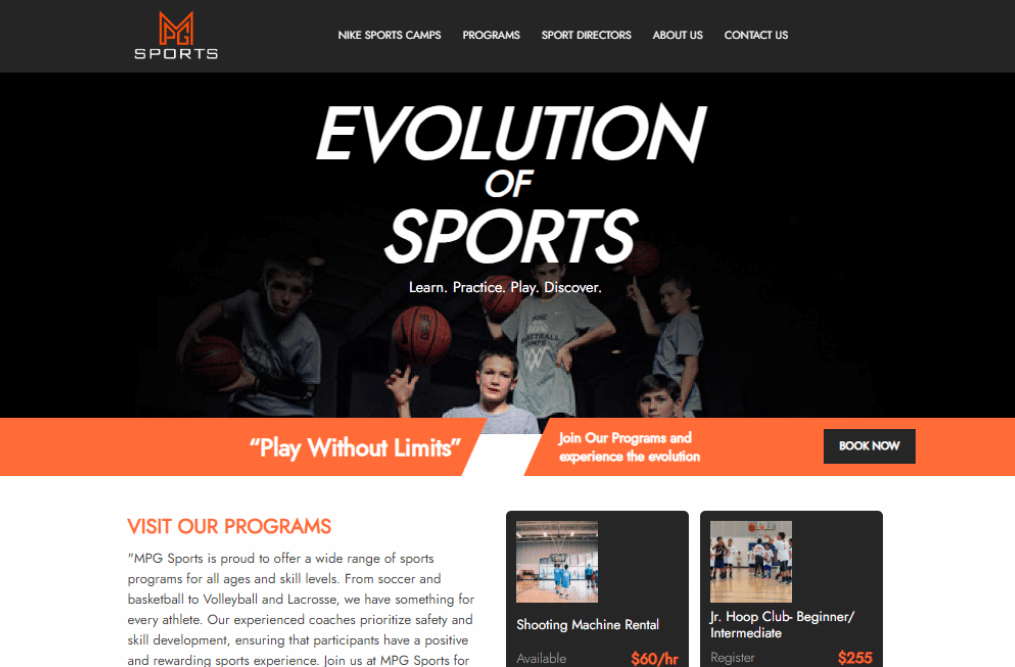 MPG
SPORTS
NIKE SPORTS CAMPS PROGRAMS SPORT DIRECTORS ABOUT US CONTACT US
EVOLUTION
OF
SPORTS
Learn. Practice. Play. Discover.
“Play Without Limits”
Join Our Programs and
experience the evolution
BOOK NOW
VISIT OUR PROGRAMS
"MPG Sports is proud to offer a wide range of sports
programs for all ages and skill levels. From soccer and
basketball to Volleyball and Lacrosse, we have something for
every athlete. Our experienced coaches prioritize safety and
skill development, ensuring that participants have a positive
and rewarding sports experience. Join us at MPG Sports for
Shooting Machine Rental
Available $60/hr
Jr. Hoop Club- Beginner/
Intermediate
Register $255